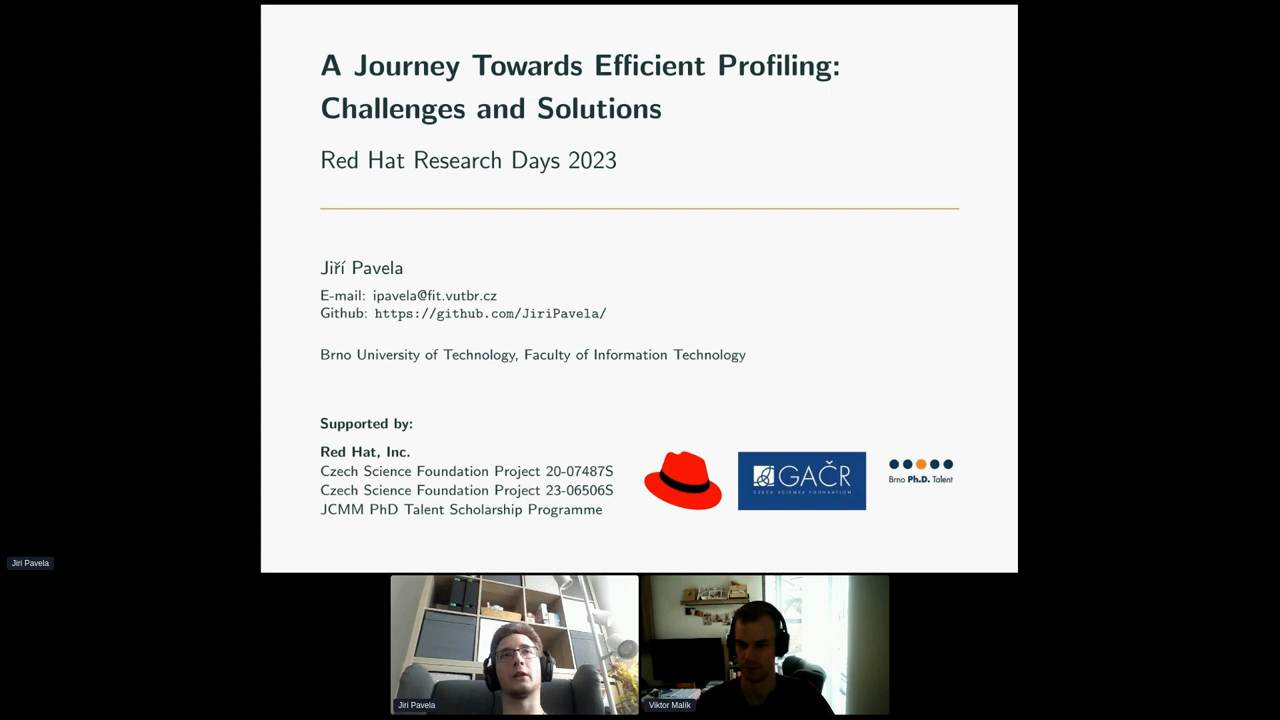 A Journey Towards Efficient Profiling:
Challenges and Solutions
Red Hat Research Days 2023
Jiří Pavela
E-mail: ipavela@fit.vutbr.cz
Github: https://github.com/JiriPavela/
Brno University of Technology, Faculty of Information Technology
Supported by:
Red Hat, Inc.
Czech Science Foundation Project 20-07487S
Czech Science Foundation Project 23-06506S
JCMM PhD Talent Scholarship Programme
GAČR
CZECH SCIENCE FOUNDATION
Brno Ph.D. Talent
Jiri Pavela
Jiri Pavela
Viktor Malik